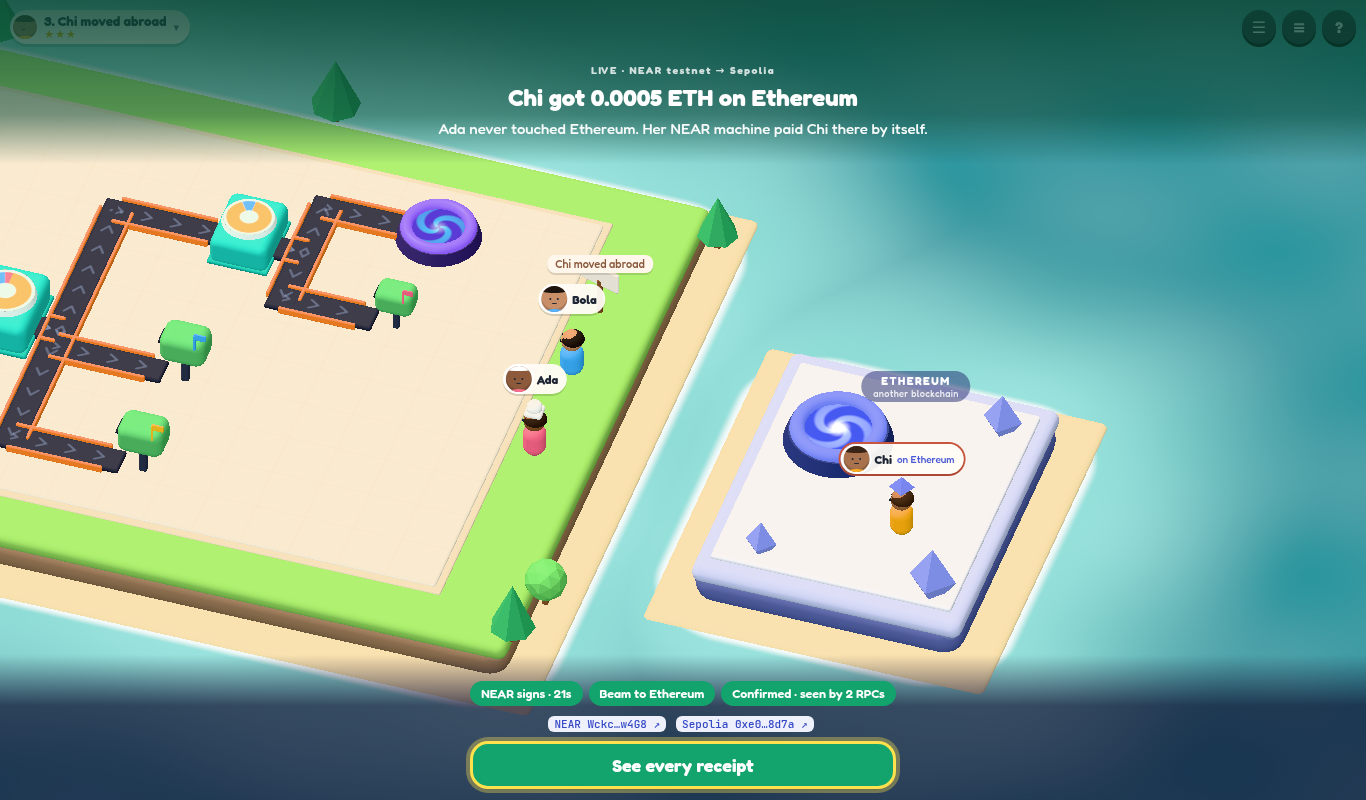 3. Chi moved abroad
LIVE · NEAR testnet → Sepolia
Chi got 0.0005 ETH on Ethereum
Ada never touched Ethereum. Her NEAR machine paid Chi there by itself.
?
Chi moved abroad
Bola
Ada
ETHEREUM
another blockchain
Chi on Ethereum
NEAR signs · 21s
Beam to Ethereum
Confirmed · seen by 2 RPCs
NEAR Wckc…w4G8 ↗
Sepolia 0xe0…8d7a ↗
See every receipt